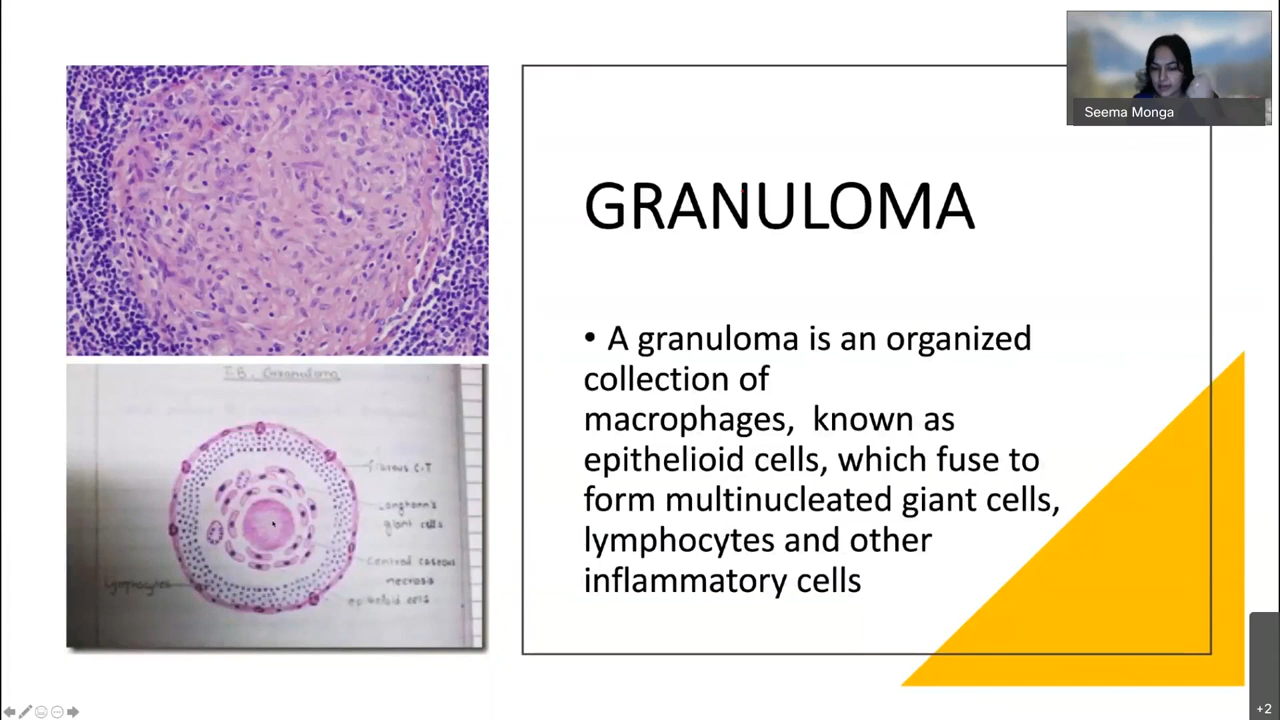 Seema Monga
GRANULOMA
• A granuloma is an organized
collection of
macrophages,  known as
epithelioid cells, which fuse to
form multinucleated giant cells,
lymphocytes and other
inflammatory cells
T.B. Granuloma
fibrous C.T
Langhan's
giant cells
Central caseous
necrosis
epitheloid cells
lymphocytes
+2